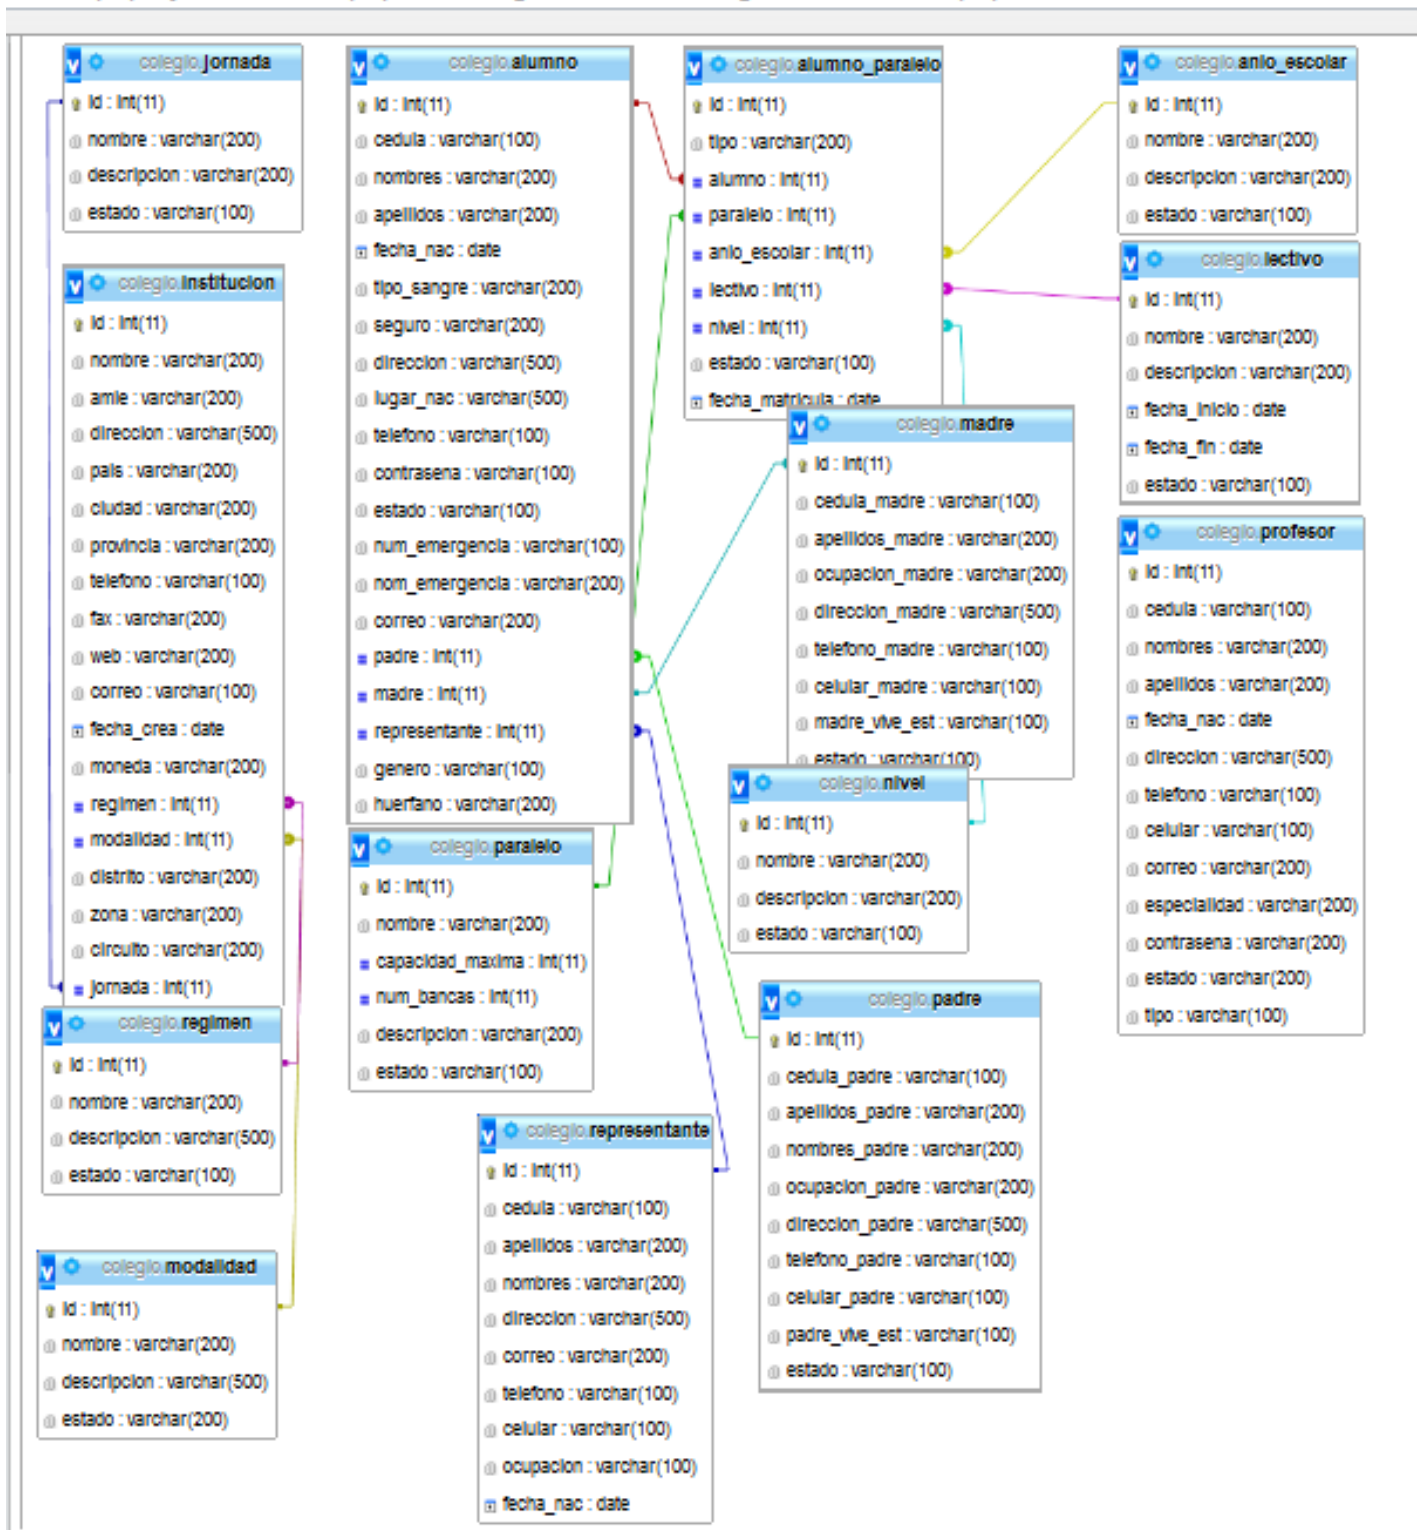 colegio.jornada
id : int(11)
nombre : varchar(200)
descripcion : varchar(200)
estado : varchar(100)
colegio.institucion
id : int(11)
nombre : varchar(200)
amie : varchar(200)
direccion : varchar(500)
pais : varchar(200)
ciudad : varchar(200)
provincia : varchar(200)
telefono : varchar(100)
fax : varchar(200)
web : varchar(200)
correo : varchar(100)
fecha_crea : date
moneda : varchar(200)
regimen : int(11)
modalidad : int(11)
distrito : varchar(200)
zona : varchar(200)
circuito : varchar(200)
jornada : int(11)
colegio.regimen
id : int(11)
nombre : varchar(200)
descripcion : varchar(500)
estado : varchar(100)
colegio.modalidad
id : int(11)
nombre : varchar(200)
descripcion : varchar(500)
estado : varchar(200)
colegio.alumno
id : int(11)
cedula : varchar(100)
nombres : varchar(200)
apellidos : varchar(200)
fecha_nac : date
tipo_sangre : varchar(200)
seguro : varchar(200)
direccion : varchar(500)
lugar_nac : varchar(500)
telefono : varchar(100)
contrasena : varchar(100)
estado : varchar(100)
num_emergencia : varchar(100)
nom_emergencia : varchar(200)
correo : varchar(200)
padre : int(11)
madre : int(11)
representante : int(11)
genero : varchar(100)
huerfano : varchar(200)
colegio.paralelo
id : int(11)
nombre : varchar(200)
capacidad_maxima : int(11)
num_bancas : int(11)
descripcion : varchar(200)
estado : varchar(100)
colegio.representante
id : int(11)
cedula : varchar(100)
apellidos : varchar(200)
nombres : varchar(200)
direccion : varchar(500)
correo : varchar(200)
telefono : varchar(100)
celular : varchar(100)
ocupacion : varchar(100)
fecha_nac : date
colegio.alumno_paralelo
id : int(11)
tipo : varchar(200)
alumno : int(11)
paralelo : int(11)
anio_escolar : int(11)
lectivo : int(11)
nivel : int(11)
estado : varchar(100)
fecha_matricula : date
colegio.madre
id : int(11)
cedula_madre : varchar(100)
apellidos_madre : varchar(200)
ocupacion_madre : varchar(200)
direccion_madre : varchar(500)
telefono_madre : varchar(100)
celular_madre : varchar(100)
madre_vive_est : varchar(100)
estado : varchar(100)
colegio.nivel
id : int(11)
nombre : varchar(200)
descripcion : varchar(200)
estado : varchar(100)
colegio.padre
id : int(11)
cedula_padre : varchar(100)
apellidos_padre : varchar(200)
nombres_padre : varchar(200)
ocupacion_padre : varchar(200)
direccion_padre : varchar(500)
telefono_padre : varchar(100)
celular_padre : varchar(100)
padre_vive_est : varchar(100)
estado : varchar(100)
colegio.anio_escolar
id : int(11)
nombre : varchar(200)
descripcion : varchar(200)
estado : varchar(100)
colegio.lectivo
id : int(11)
nombre : varchar(200)
descripcion : varchar(200)
fecha_inicio : date
fecha_fin : date
estado : varchar(100)
colegio.profesor
id : int(11)
cedula : varchar(100)
nombres : varchar(200)
apellidos : varchar(200)
fecha_nac : date
direccion : varchar(500)
telefono : varchar(100)
celular : varchar(100)
correo : varchar(200)
especialidad : varchar(200)
contrasena : varchar(200)
estado : varchar(200)
tipo : varchar(100)